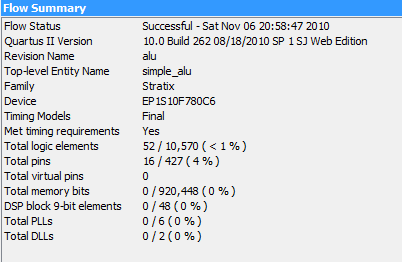 Flow Summary
Flow Status Successful - Sat Nov 06 20:58:47 2010
Quartus II Version 10.0 Build 262 08/18/2010 SP 1 SJ Web Edition
Revision Name alu
Top-level Entity Name simple_alu
Family Stratix
Device EP1S10F780C6
Timing Models Final
Met timing requirements Yes
Total logic elements 52 / 10,570 ( < 1 % )
Total pins 16 / 427 ( 4 % )
Total virtual pins 0
Total memory bits 0 / 920,448 ( 0 % )
DSP block 9-bit elements 0 / 48 ( 0 % )
Total PLLs 0 / 6 ( 0 % )
Total DLLs 0 / 2 ( 0 % )